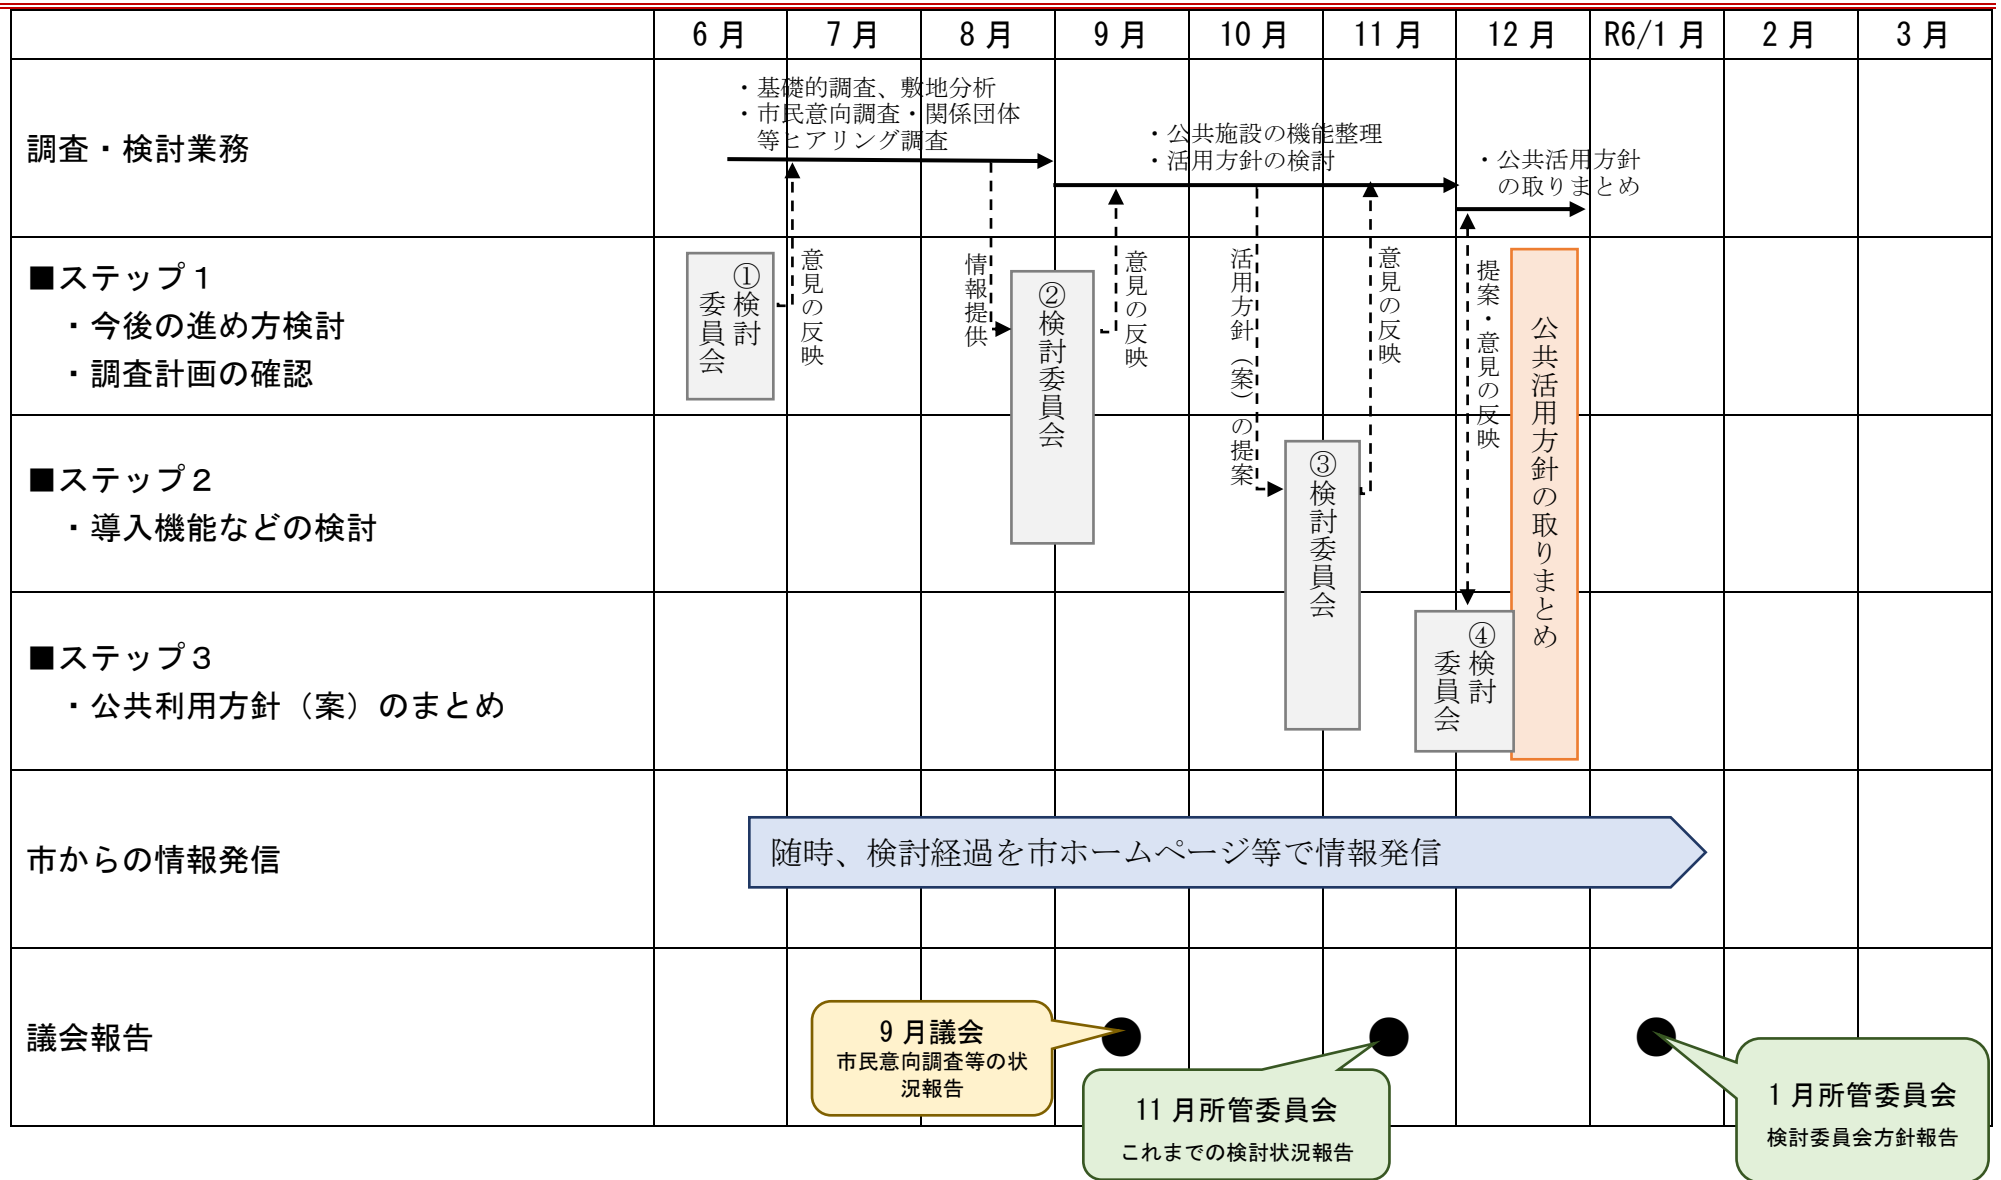 6月 7月 8月 9月 10月 11月 12月 R6/1月 2月 3月
調査・検討業務
・基礎的調査、敷地分析
・市民意向調査・関係団体
等ヒアリング調査
・公共施設の機能整理
・活用方針の検討
・公共活用方針
の取りまとめ
■ステップ1
・今後の進め方検討
・調査計画の確認
①検討
委員会
意見の反映
情報提供
②検討委員会
意見の反映
活用方針（案）の提案
意見の反映
提案・意見の反映
公共活用方針の取りまとめ
■ステップ2
・導入機能などの検討
③検討委員会
■ステップ3
・公共利用方針（案）のまとめ
④検討
委員会
市からの情報発信
随時、検討経過を市ホームページ等で情報発信
議会報告
9月議会
市民意向調査等の状
況報告
11月所管委員会
これまでの検討状況報告
1月所管委員会
検討委員会方針報告